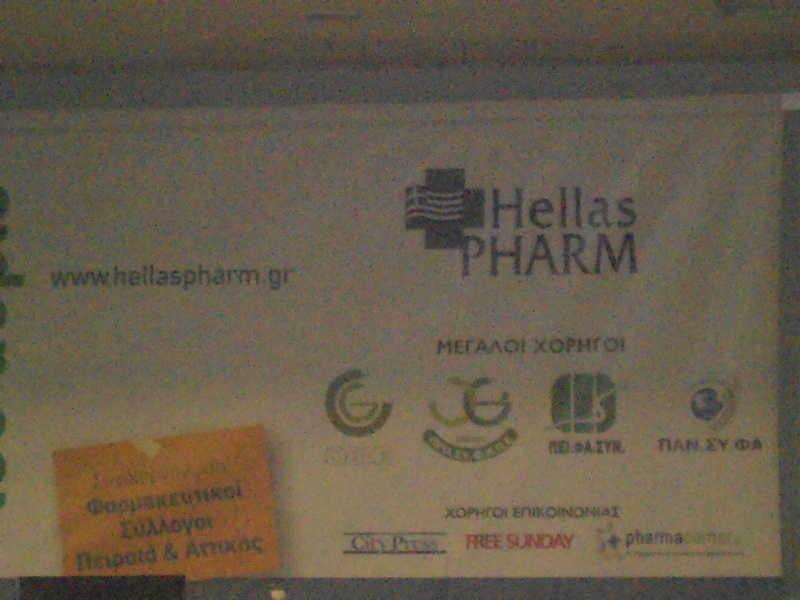 www.hellaspharm.gr
Hellas
PHARM
ΜΕΓΑΛΟΙ ΧΟΡΗΓΟΙ
ΠΕΙ.ΦΑ.ΣΥΝ.
ΠΑΝ.ΣΥ.ΦΑ
Φαρμακευτικοί
Σύλλογοι
Πειραιά & Αττικής
ΧΟΡΗΓΟΙ ΕΠΙΚΟΙΝΩΝΙΑΣ
City Press
FREE SUNDAY
pharmacorner